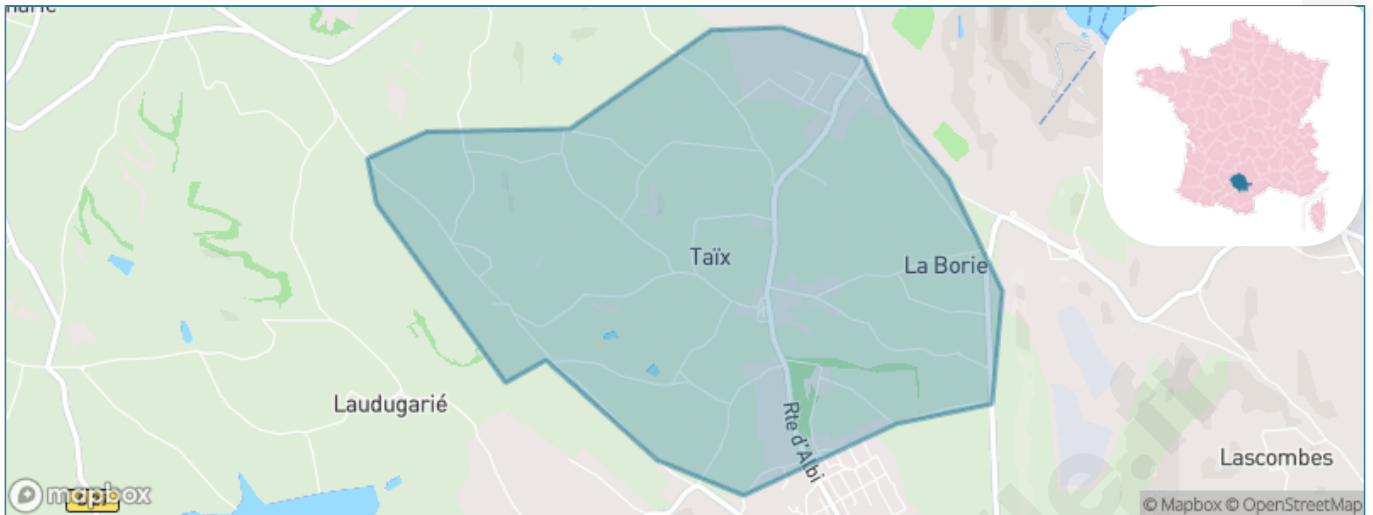 Taïx
La Borie
Laudugarié
Rte d'Albi
Lascombes
mapbox
© Mapbox © OpenStreetMap